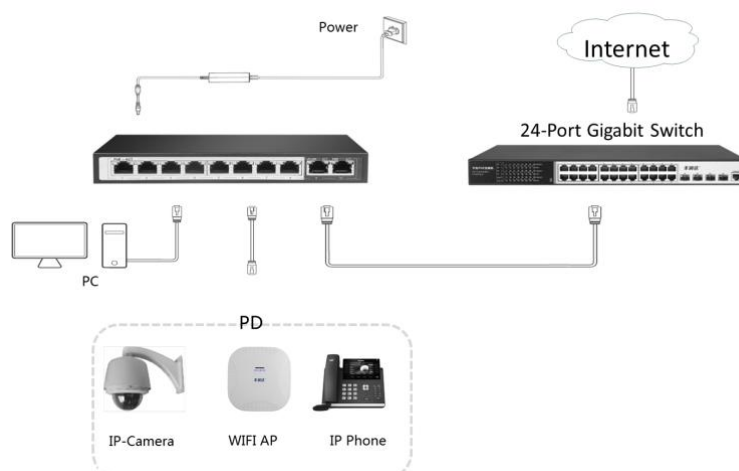 Power
Internet
24-Port Gigabit Switch
PC
PD
IP-Camera
WIFI AP
IP Phone